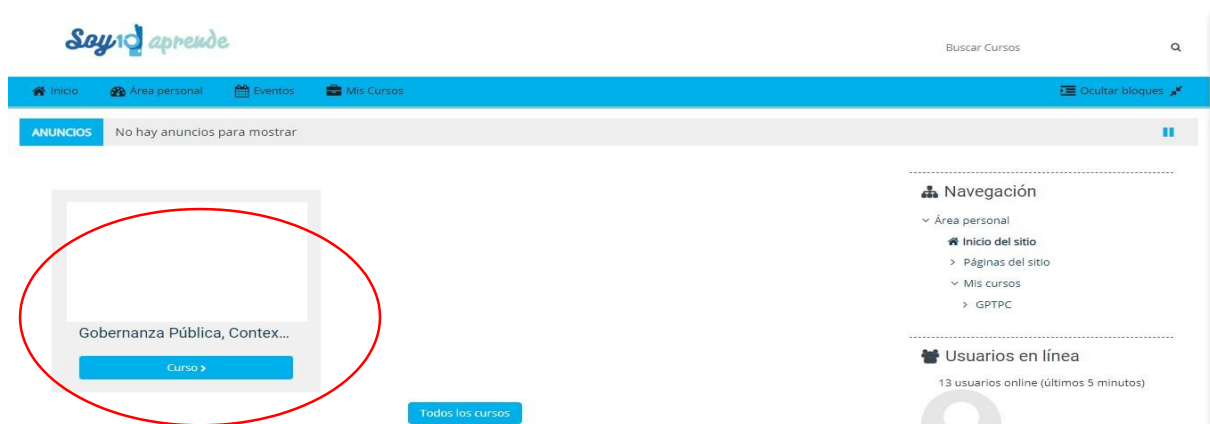 Soy10 aprende
Buscar Cursos
Inicio Área personal Eventos Mis Cursos Ocultar bloques
ANUNCIOS No hay anuncios para mostrar
Gobernanza Pública, Contex...
Curso
Todos los cursos
Navegación
Área personal
Inicio del sitio
Páginas del sitio
Mis cursos
GPTPC
Usuarios en línea
13 usuarios online (últimos 5 minutos)